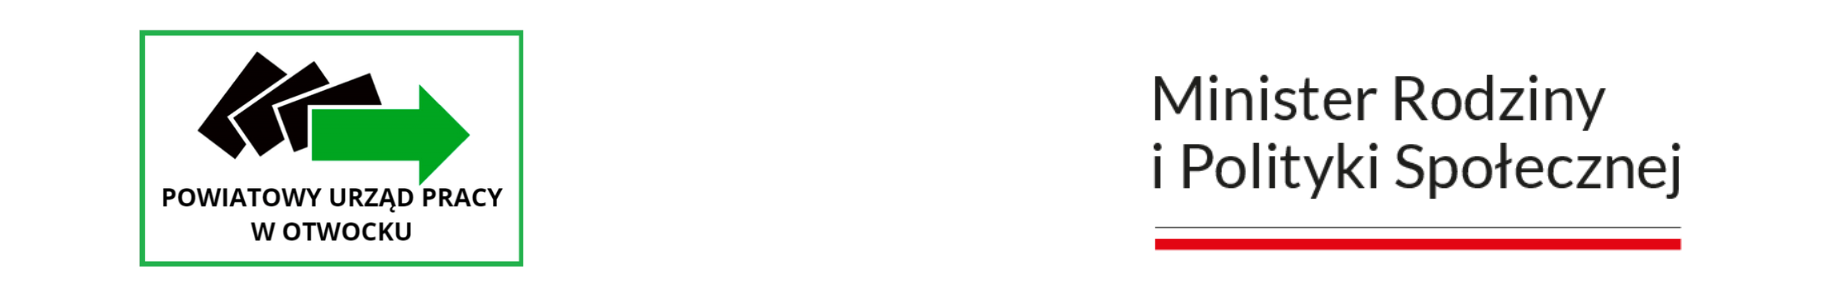 POWIATOWY URZĄD PRACY
W OTWOCKU
Minister Rodziny
i Polityki Społecznej